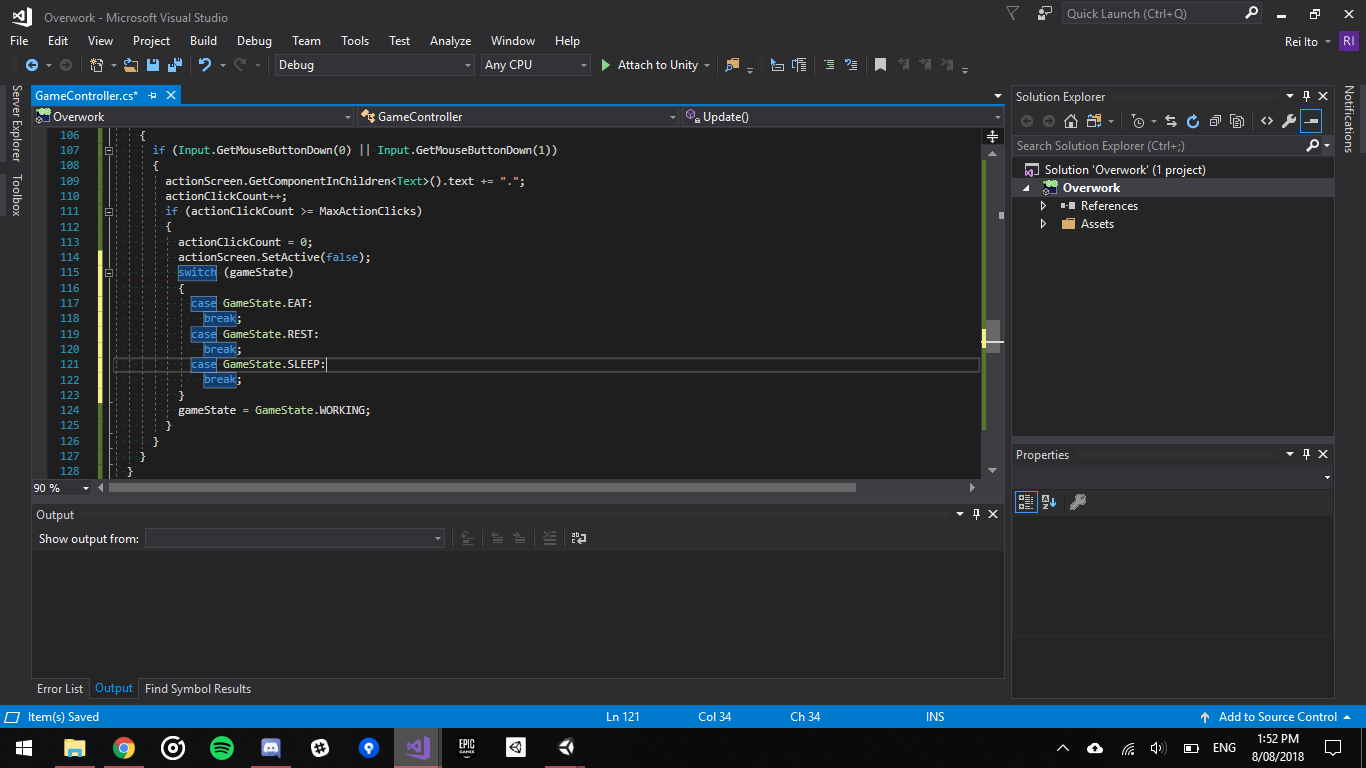 Overwork - Microsoft Visual Studio
Quick Launch (Ctrl+Q)
File Edit View Project Build Debug Team Tools Test Analyze Window Help
Rei Ito RI
Debug Any CPU Attach to Unity
Server Explorer
Toolbox
GameController.cs*
Overwork GameController Update()
106 {
107 if (Input.GetMouseButtonDown(0) || Input.GetMouseButtonDown(1))
108 {
109 actionScreen.GetComponentInChildren<Text>().text += ".";
110 actionClickCount++;
111 if (actionClickCount >= MaxActionClicks)
112 {
113 actionClickCount = 0;
114 actionScreen.SetActive(false);
115 switch (gameState)
116 {
117 case GameState.EAT:
118 break;
119 case GameState.REST:
120 break;
121 case GameState.SLEEP:
122 break;
123 }
124 gameState = GameState.WORKING;
125 }
126 }
127 }
128 }
90 %
Output
Show output from:
Error List Output Find Symbol Results
Solution Explorer
Search Solution Explorer (Ctrl+;)
Solution 'Overwork' (1 project)
Overwork
References
Assets
Properties
Notifications
Item(s) Saved Ln 121 Col 34 Ch 34 INS Add to Source Control
EPIC GAMES
ENG
1:52 PM
8/08/2018